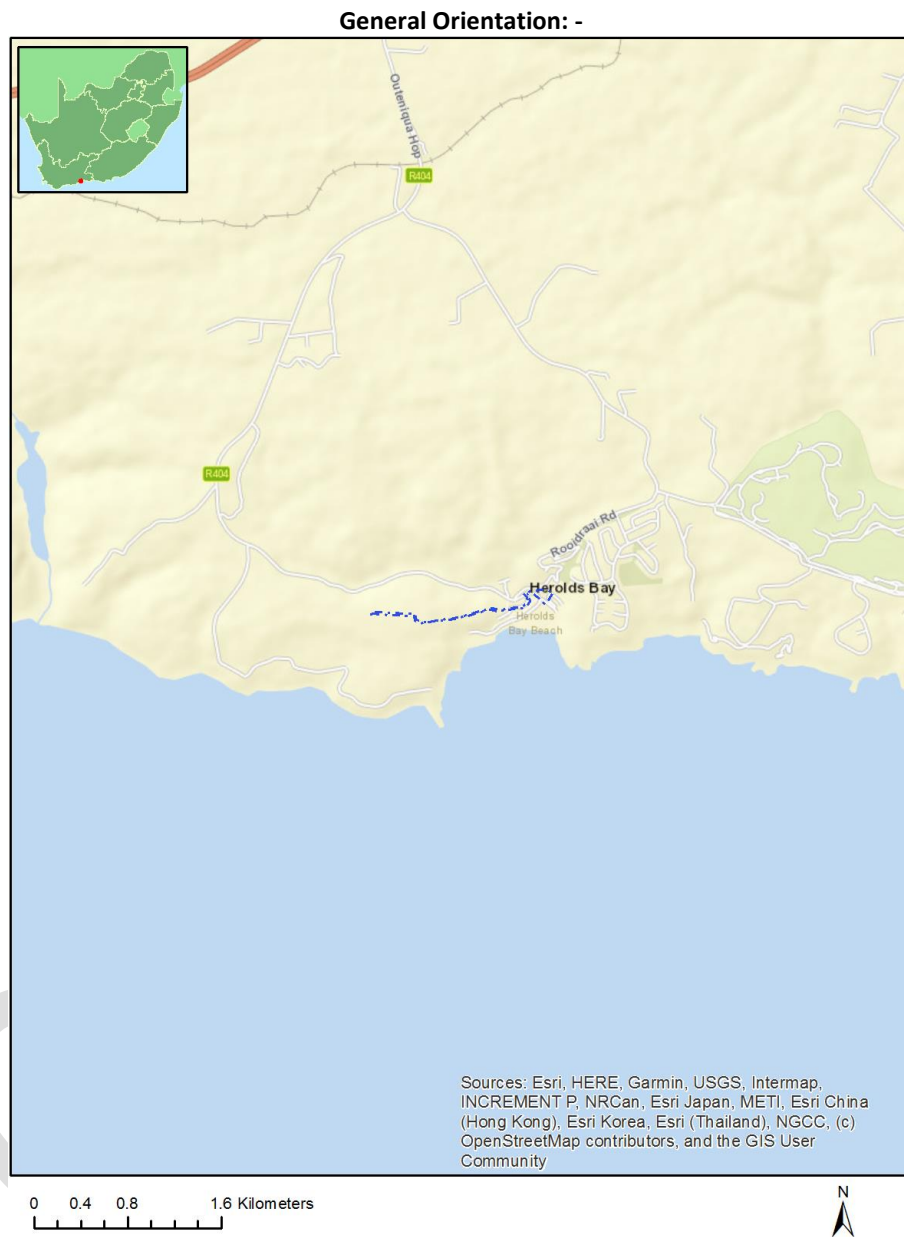 General Orientation: -
Outeniqua Hop
R404
R404
Rooidraai Rd
Herolds Bay
Herolds
Bay Beach
Sources: Esri, HERE, Garmin, USGS, Intermap,
INCREMENT P, NRCan, Esri Japan, METI, Esri China
(Hong Kong), Esri Korea, Esri (Thailand), NGCC, (c)
OpenStreetMap contributors, and the GIS User
Community
0 0.4 0.8 1.6 Kilometers
N